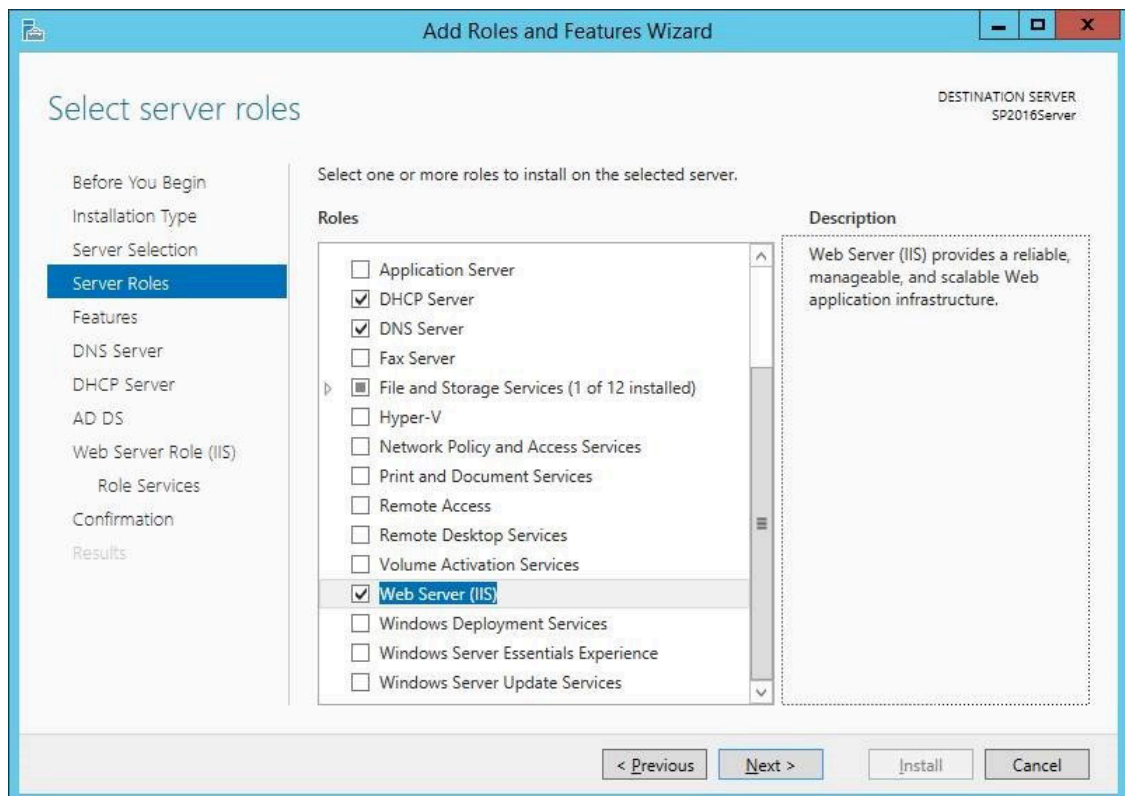 Add Roles and Features Wizard
Select server roles
DESTINATION SERVER
SP2016Server
Before You Begin
Installation Type
Server Selection
Server Roles
Features
DNS Server
DHCP Server
AD DS
Web Server Role (IIS)
Role Services
Confirmation
Results
Select one or more roles to install on the selected server.
Roles
Application Server
DHCP Server
DNS Server
Fax Server
File and Storage Services (1 of 12 installed)
Hyper-V
Network Policy and Access Services
Print and Document Services
Remote Access
Remote Desktop Services
Volume Activation Services
Web Server (IIS)
Windows Deployment Services
Windows Server Essentials Experience
Windows Server Update Services
Description
Web Server (IIS) provides a reliable,
manageable, and scalable Web
application infrastructure.
< Previous
Next >
Install
Cancel